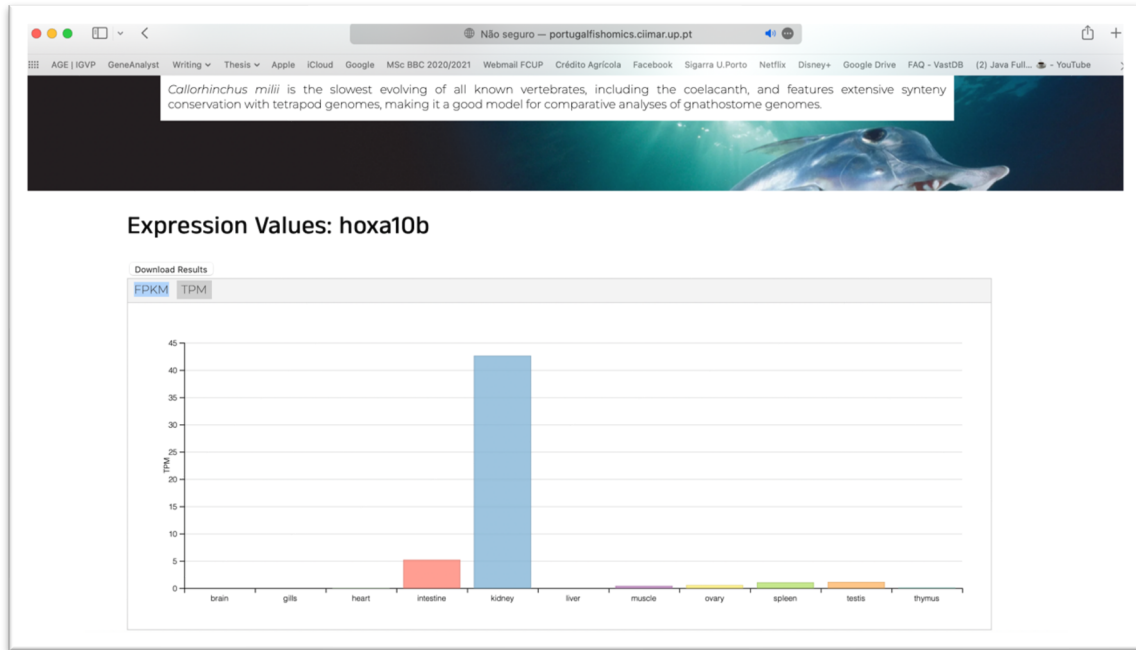 Não seguro — portugalfishomics.ciimar.up.pt
AGE | IGVP GeneAnalyst Writing Thesis Apple iCloud Google MSc BBC 2020/2021 Webmail FCUP Crédito Agrícola Facebook Sigarra U.Porto Netflix Disney+ Google Drive FAQ - VastDB (2) Java Full... - YouTube
Callorhinchus milii is the slowest evolving of all known vertebrates, including the coelacanth, and features extensive synteny
conservation with tetrapod genomes, making it a good model for comparative analyses of gnathostome genomes.
Expression Values: hoxa10b
Download Results
FPKM TPM
45
40
35
30
25
20
15
10
5
0
TPM
brain gills heart intestine kidney liver muscle ovary spleen testis thymus